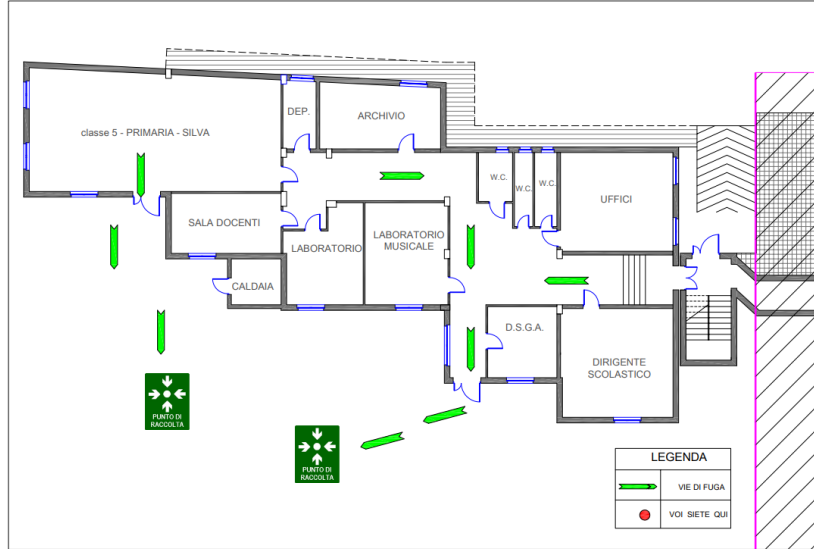 DEP.
ARCHIVIO
classe 5 - PRIMARIA - SILVA
W.C.
W.C.
W.C.
UFFICI
SALA DOCENTI
LABORATORIO
LABORATORIO
MUSICALE
CALDAIA
D.S.G.A.
DIRIGENTE
SCOLASTICO
PUNTO DI
RACCOLTA
PUNTO DI
RACCOLTA
LEGENDA
VIE DI FUGA
VOI SIETE QUI